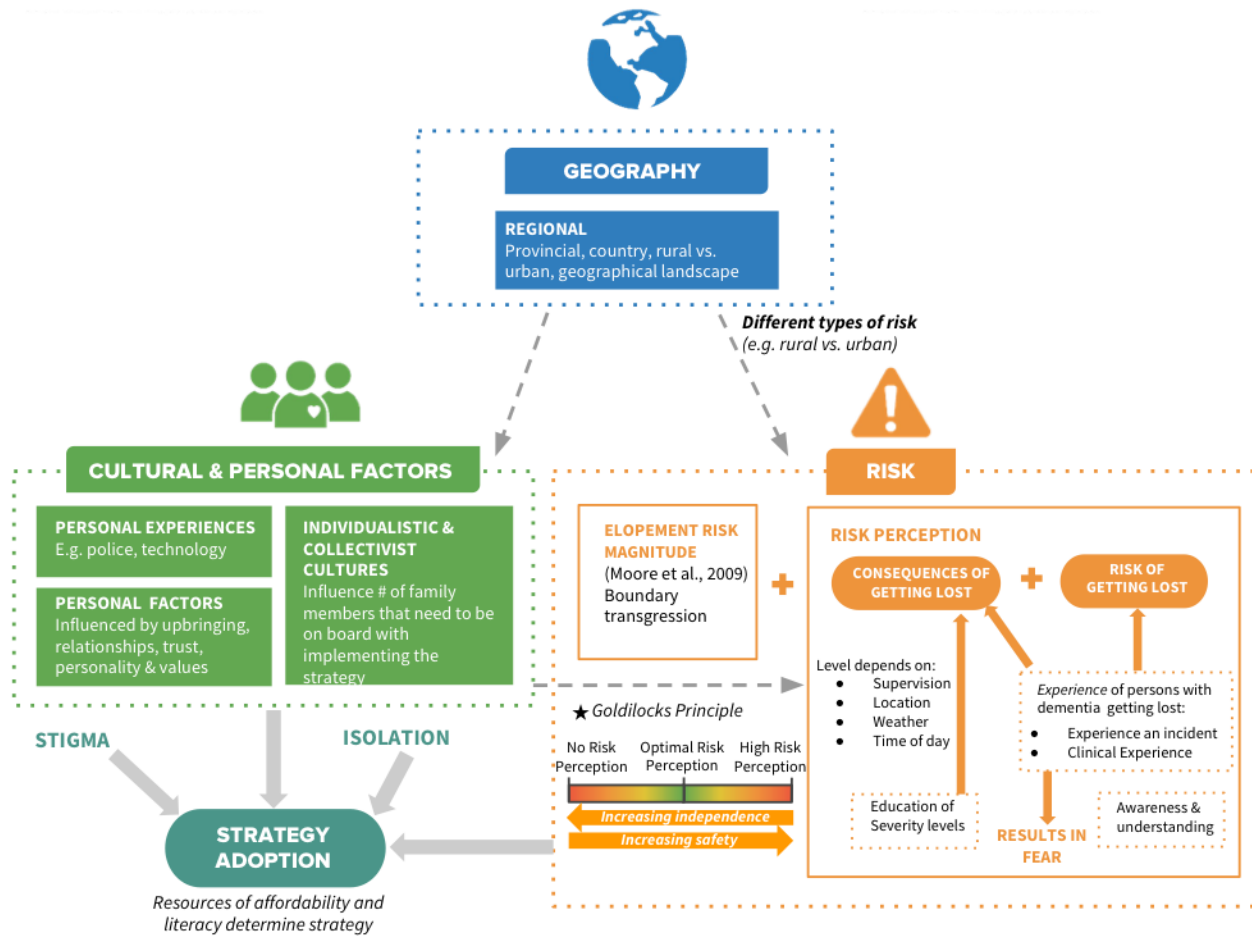 GEOGRAPHY
REGIONAL
Provincial, country, rural vs.
urban, geographical landscape
Different types of risk
(e.g. rural vs. urban)
CULTURAL & PERSONAL FACTORS
PERSONAL EXPERIENCES
E.g. police, technology
PERSONAL FACTORS
Influenced by upbringing,
relationships, trust,
personality & values
INDIVIDUALISTIC &
COLLECTIVIST
CULTURES
Influence # of family
members that need to be
on board with
implementing the
strategy
RISK
ELOPEMENT RISK
MAGNITUDE
(Moore et al., 2009)
Boundary
transgression
RISK PERCEPTION
CONSEQUENCES OF
GETTING LOST
RISK OF
GETTING LOST
Level depends on:
● Supervision
● Location
● Weather
● Time of day
Experience of persons with
dementia getting lost:
● Experience an incident
● Clinical Experience
Education of
Severity levels
RESULTS IN
FEAR
Awareness &
understanding
★ Goldilocks Principle
No Risk
Perception
Optimal Risk
Perception
High Risk
Perception
Increasing independence
Increasing safety
STIGMA
ISOLATION
STRATEGY
ADOPTION
Resources of affordability and
literacy determine strategy